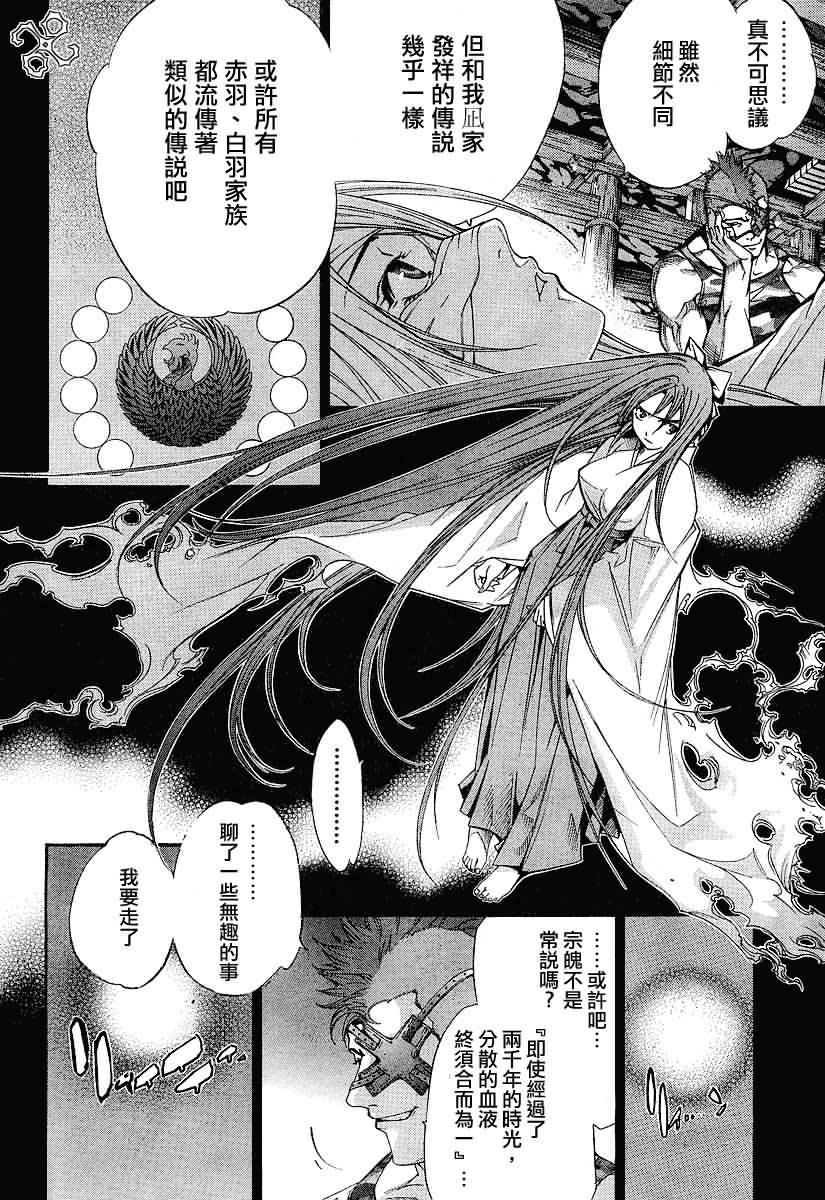 …………
真不可思議
雖然
細節不同
但和我凪家
發祥的傳說
幾乎一樣
或許所有
赤羽、白羽家族
都流傳著
類似的傳說吧
…………
……或許吧…
宗魄不是
常說嗎？
『即使經過了
兩千年的時光，
分散的血液
終須合而為一』…
…………
聊了一些無趣的事
我要走了